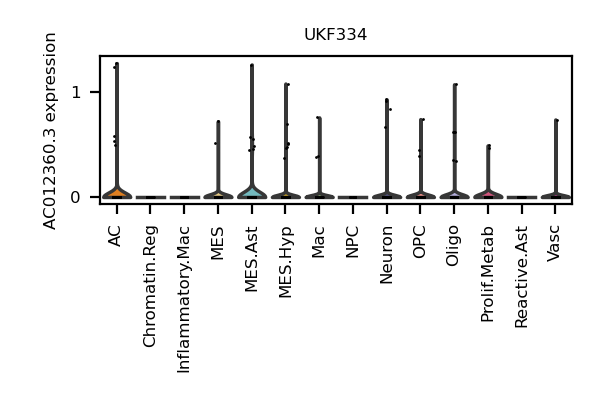 UKF334
AC012360.3 expression
1
0
AC
Chromatin.Reg
Inflammatory.Mac
MES
MES.Ast
MES.Hyp
Mac
NPC
Neuron
OPC
Oligo
Prolif.Metab
Reactive.Ast
Vasc